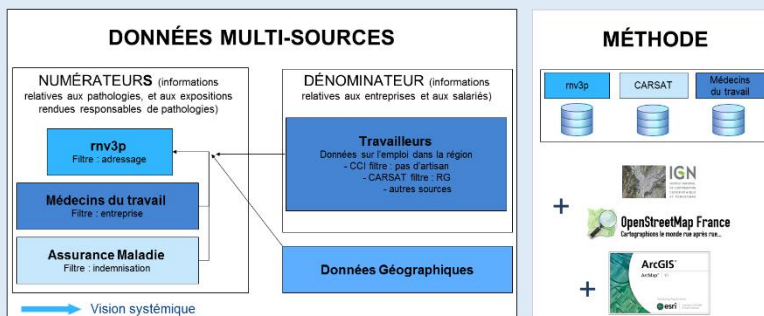 DONNÉES MULTI-SOURCES
NUMÉRATEURS (informations
relatives aux pathologies, et aux expositions
rendues responsables de pathologies)
rnv3p
Filtre : adressage
Médecins du travail
Filtre : entreprise
Assurance Maladie
Filtre : indemnisation
Vision systémique
DÉNOMINATEUR (informations
relatives aux entreprises et aux salariés)
Travailleurs
Données sur l'emploi dans la région
- CCI filtre : pas d'artisan
- CARSAT filtre : RG
- autres sources
Données Géographiques
MÉTHODE
rnv3p
CARSAT
Médecins
du travail
+
IGN
OpenStreetMap France
Cartographions le monde rue après rue...
+
ArcGIS
ArcMap
esri